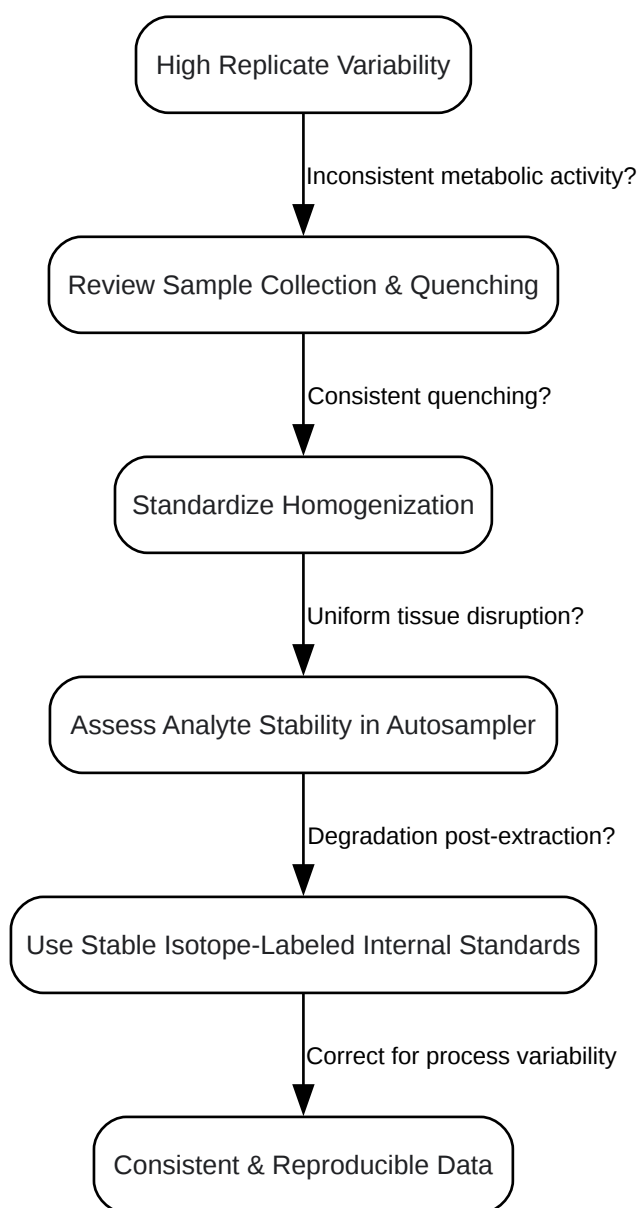 High Replicate Variability
Inconsistent metabolic activity?
Review Sample Collection & Quenching
Consistent quenching?
Standardize Homogenization
Uniform tissue disruption?
Assess Analyte Stability in Autosampler
Degradation post-extraction?
Use Stable Isotope-Labeled Internal Standards
Correct for process variability
Consistent & Reproducible Data